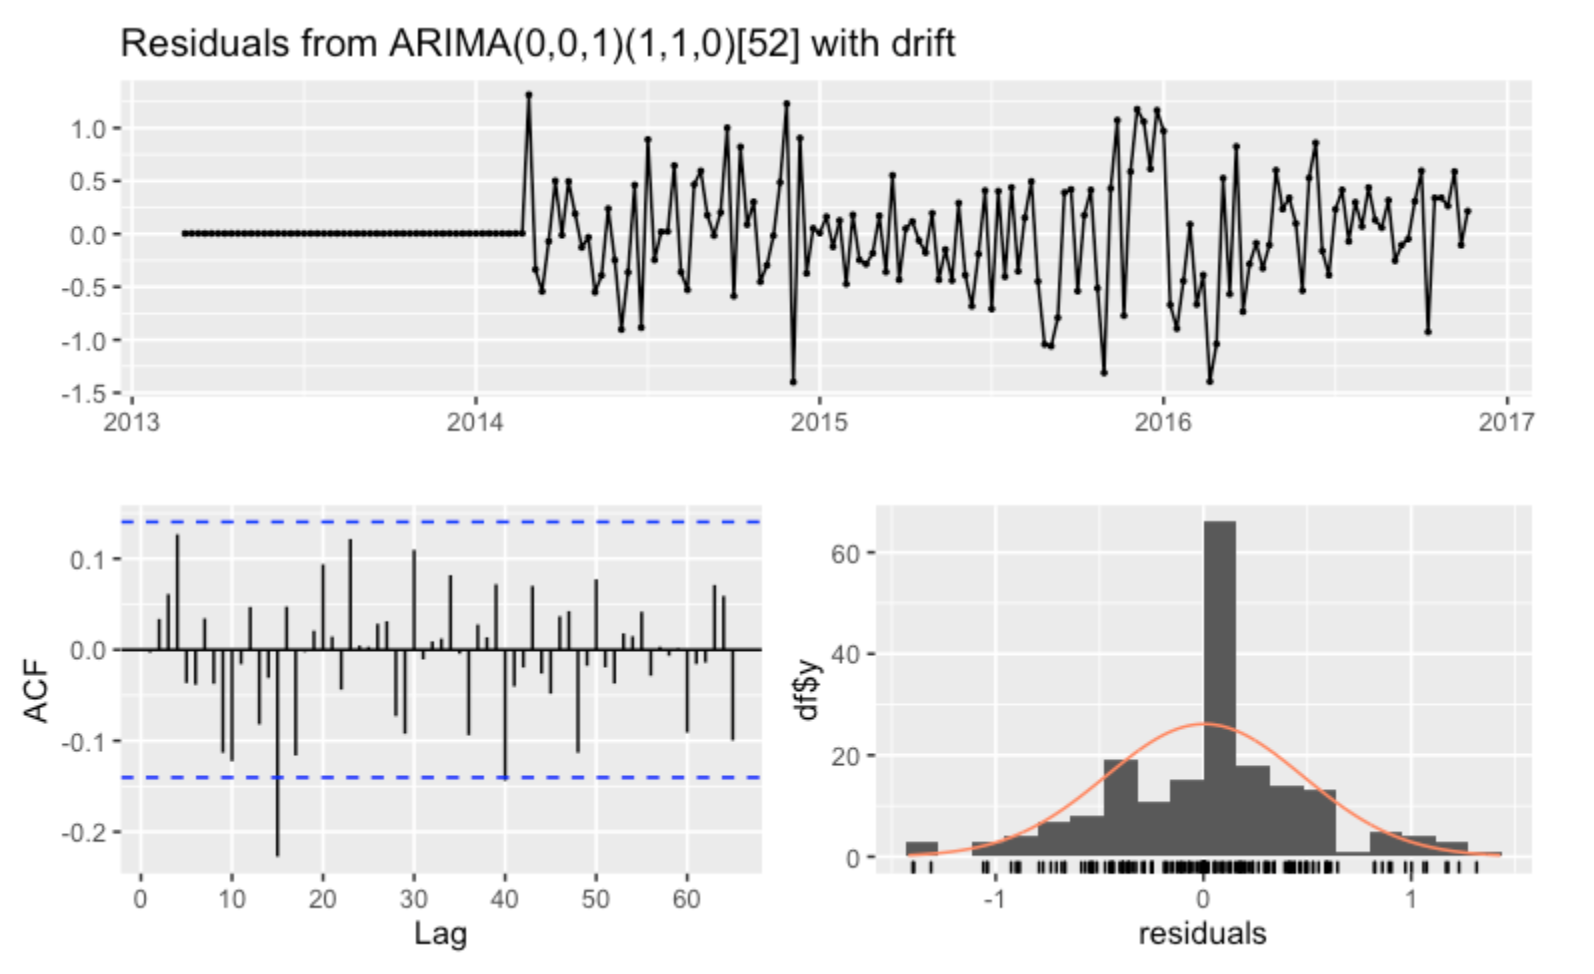 Residuals from ARIMA(0,0,1)(1,1,0)[52] with drift
1.0
0.5
0.0
-0.5
-1.0
-1.5
2013 2014 2015 2016 2017
ACF
0.1
0.0
-0.1
-0.2
0 10 20 30 40 50 60
Lag
df$y
60
40
20
0
-1 0 1
residuals